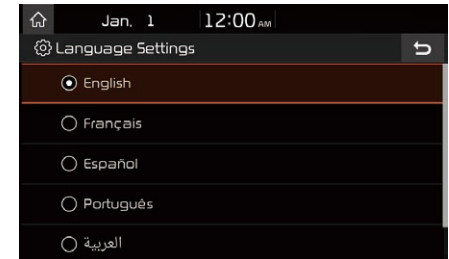 Jan. 1 12:00 AM
Language Settings
English
Français
Español
Português
العربية